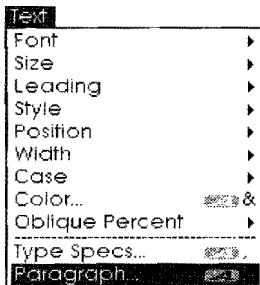 Text
Font
Size
Leading
Style
Position
Width
Case
Color... &
Oblique Percent
Type Specs...
Paragraph...